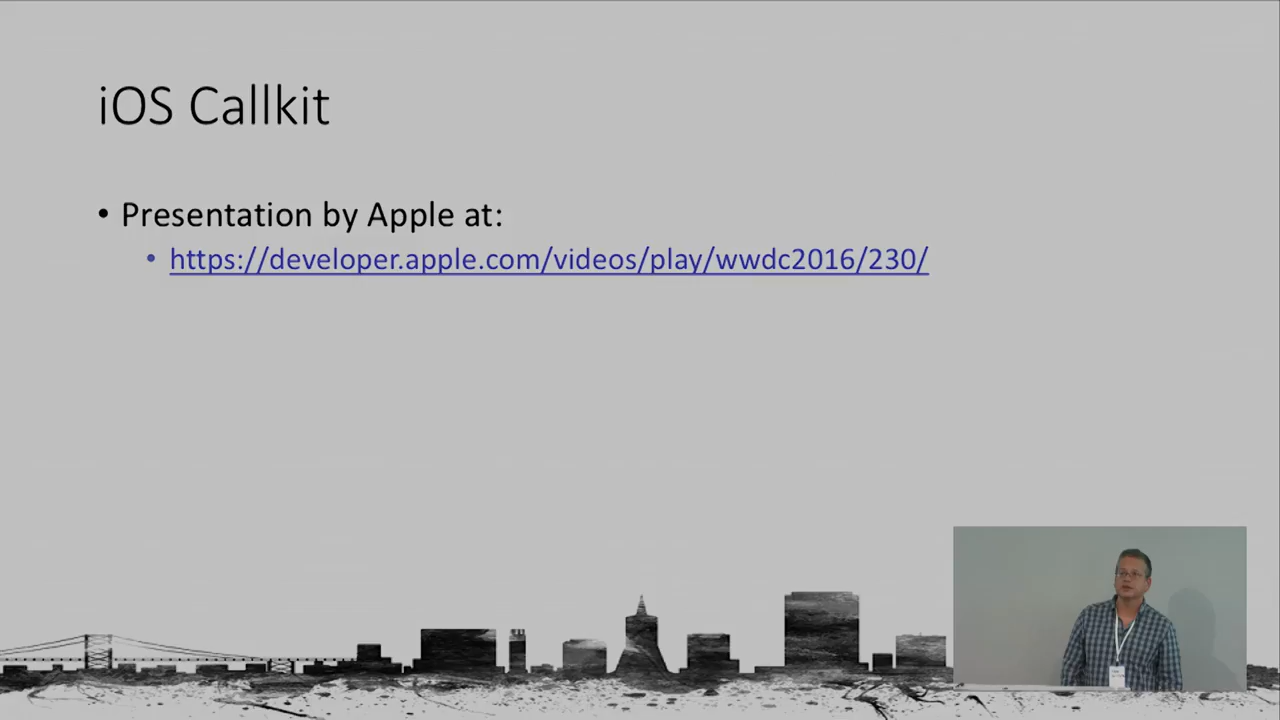 iOS Callkit
• Presentation by Apple at:
• https://developer.apple.com/videos/play/wwdc2016/230/